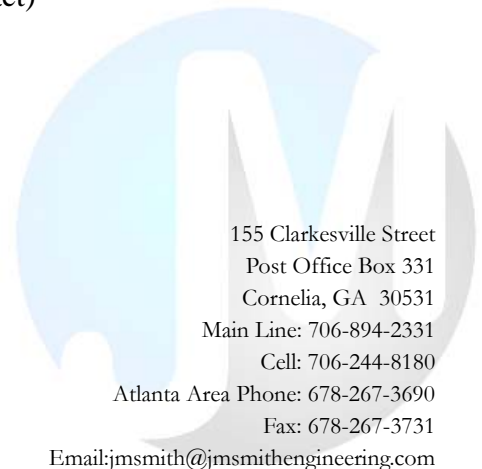 JM
155 Clarkesville Street
Post Office Box 331
Cornelia, GA  30531
Main Line: 706-894-2331
Cell: 706-244-8180
Atlanta Area Phone: 678-267-3690
Fax: 678-267-3731
Email:jmsmith@jmsmithengineering.com